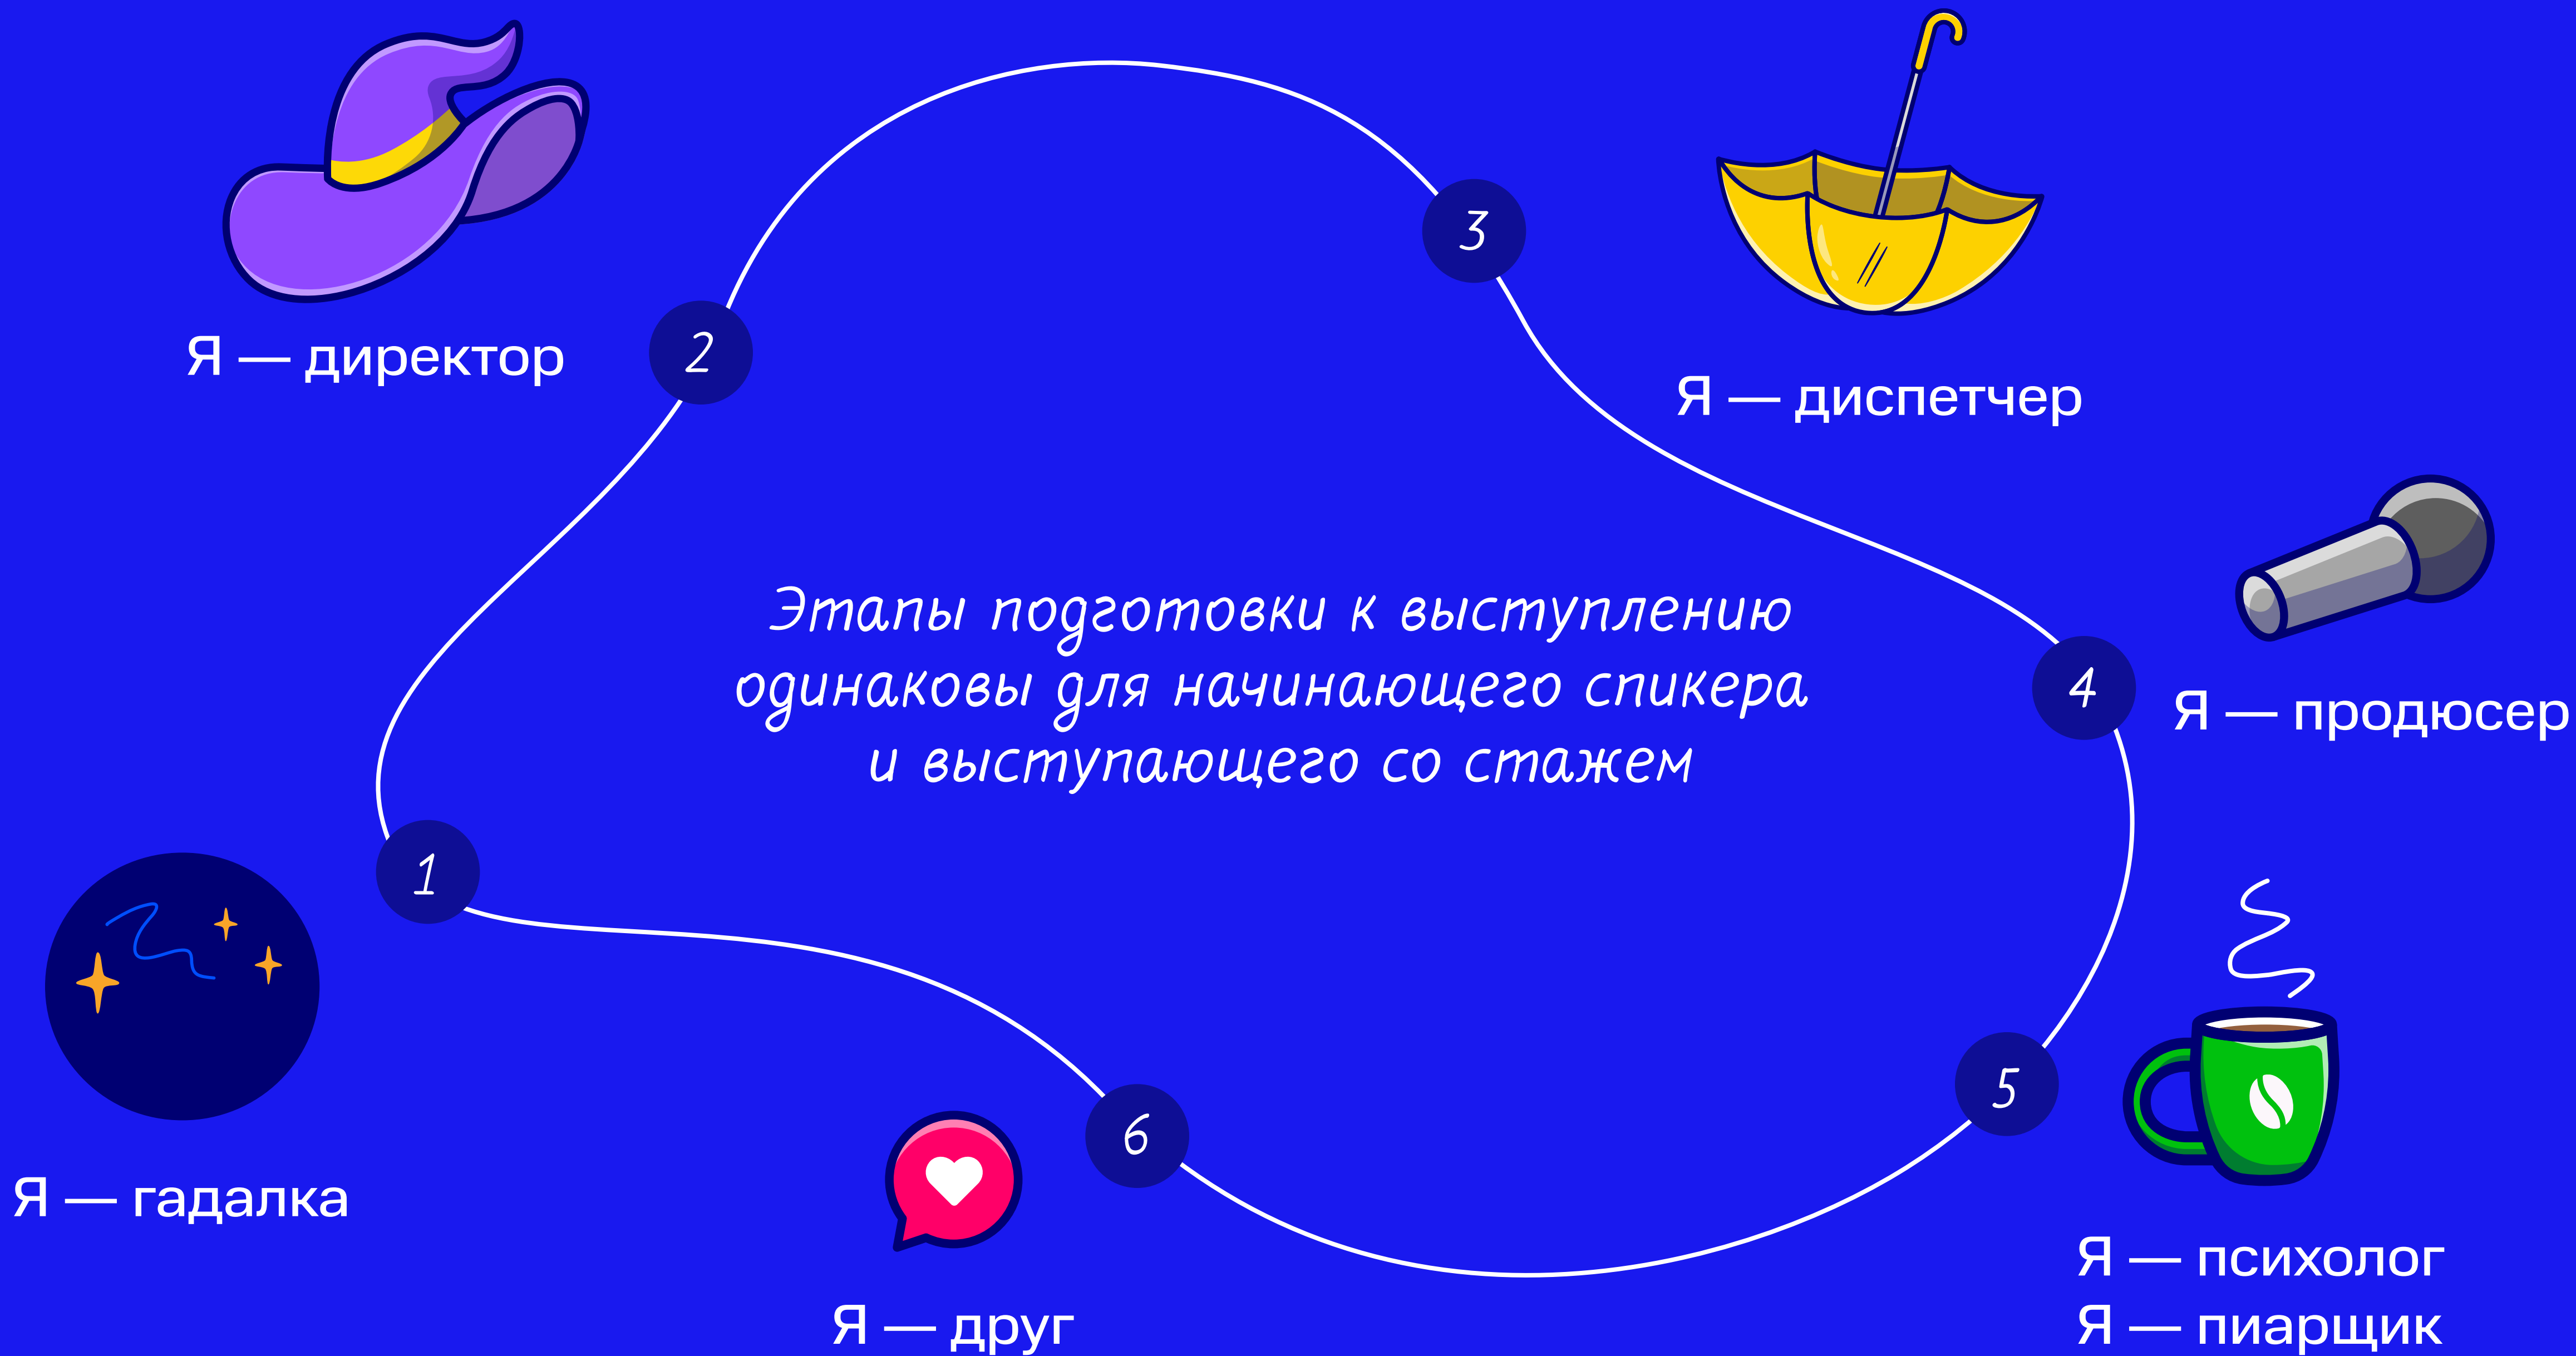 Я — директор
2
3
Я — диспетчер
Этапы подготовки к выступлению
одинаковы для начинающего спикера
и выступающего со стажем
4
Я — продюсер
1
Я — гадалка
5
Я — психолог
Я — пиарщик
6
Я — друг